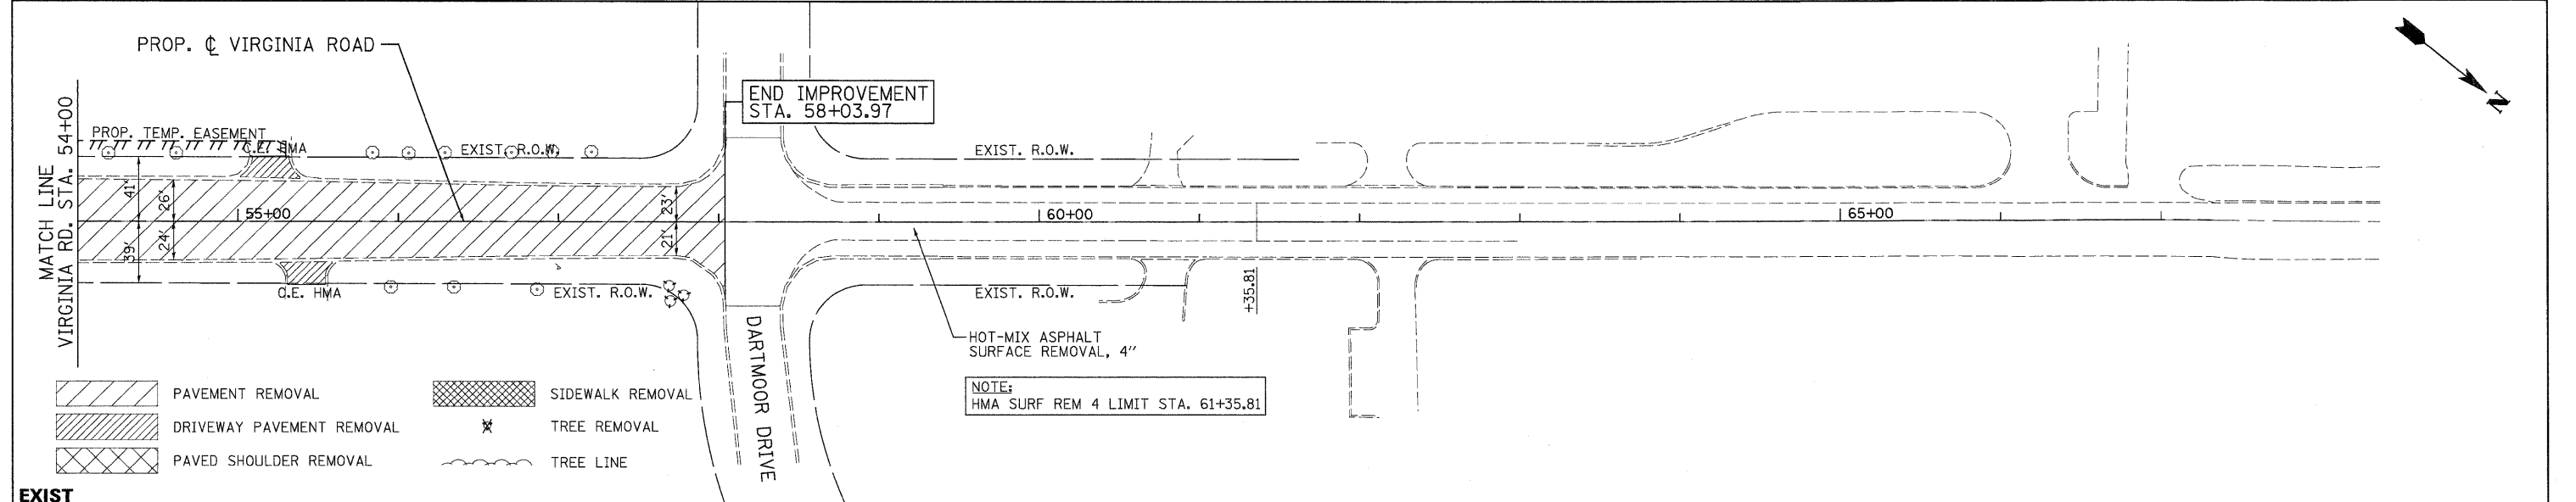 PROP. ℄ VIRGINIA ROAD
END IMPROVEMENT
STA. 58+03.97
MATCH LINE
VIRGINIA RD. STA. 54+00
PROP. TEMP. EASEMENT
C.E. HMA
EXIST. R.O.W.
EXIST. R.O.W.
41'
26'
23'
55+00
60+00
65+00
39'
24'
21'
C.E. HMA
EXIST. R.O.W.
EXIST. R.O.W.
+35.81
HOT-MIX ASPHALT
SURFACE REMOVAL, 4"
DARTMOOR DRIVE
NOTE:
HMA SURF REM 4 LIMIT STA. 61+35.81
PAVEMENT REMOVAL
DRIVEWAY PAVEMENT REMOVAL
PAVED SHOULDER REMOVAL
SIDEWALK REMOVAL
TREE REMOVAL
TREE LINE
EXIST
N